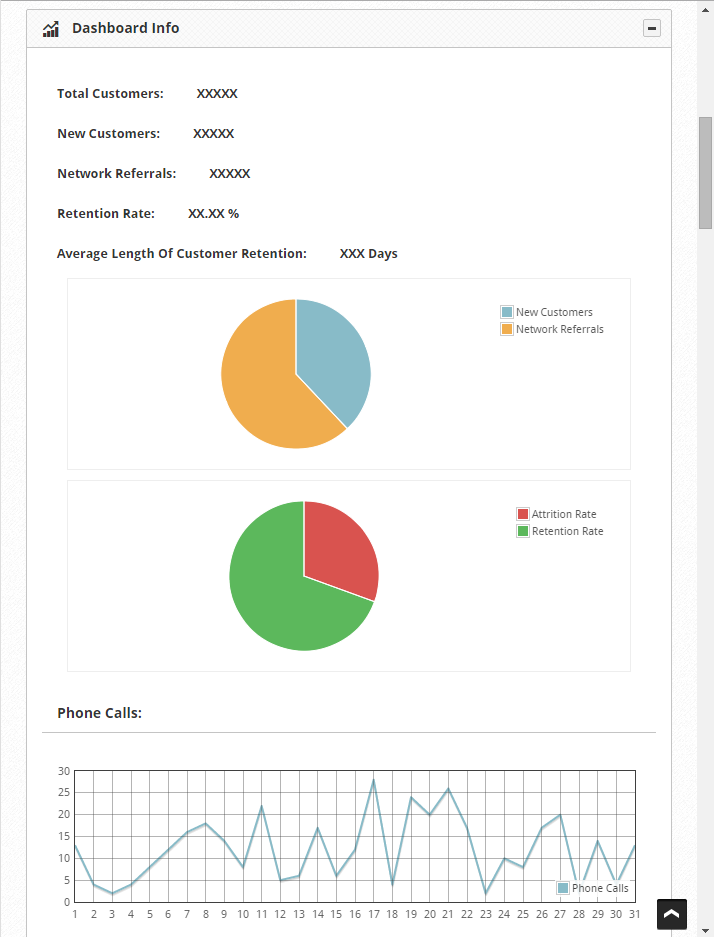 Dashboard Info
Total Customers: XXXXX
New Customers: XXXXX
Network Referrals: XXXXX
Retention Rate: XX.XX %
Average Length Of Customer Retention: XXX Days
New Customers
Network Referrals
Attrition Rate
Retention Rate
Phone Calls:
30
25
20
15
10
5
0
Phone Calls
1 2 3 4 5 6 7 8 9 10 11 12 13 14 15 16 17 18 19 20 21 22 23 24 25 26 27 28 29 30 31